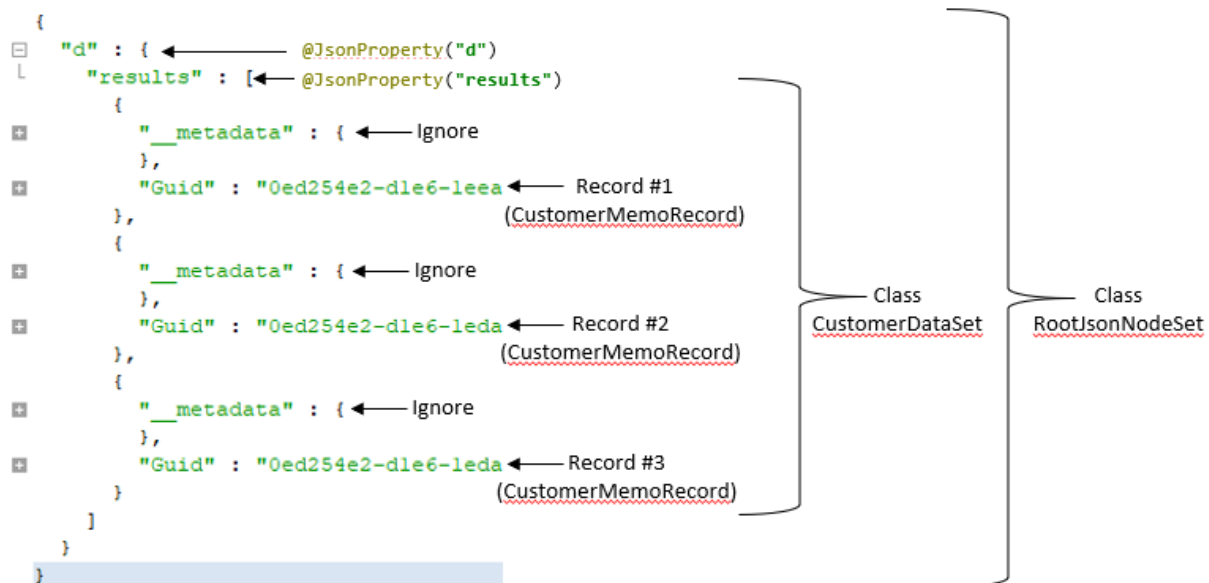 {
"d" : { @JsonProperty("d")
"results" : [ @JsonProperty("results")
{
"__metadata" : { Ignore
},
"Guid" : "0ed254e2-d1e6-1eea Record #1
(CustomerMemoRecord)
},
{
"__metadata" : { Ignore
},
"Guid" : "0ed254e2-d1e6-1eda Record #2
(CustomerMemoRecord)
},
{
"__metadata" : { Ignore
},
"Guid" : "0ed254e2-d1e6-1eda Record #3
(CustomerMemoRecord)
}
]
}
}
Class
CustomerDataSet
Class
RootJsonNodeSet